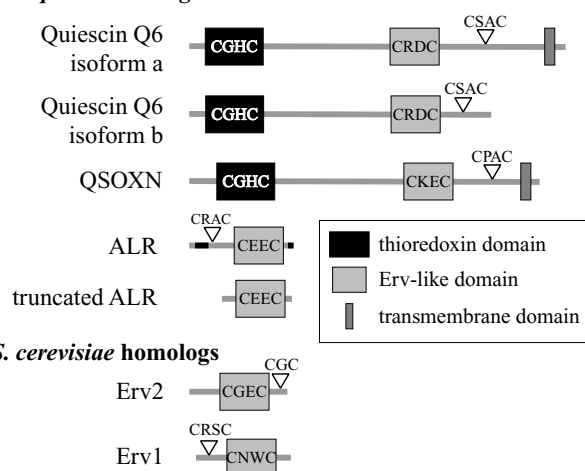 CSAC
Quiescin Q6
isoform a
CGHC
CRDC
CSAC
Quiescin Q6
isoform b
CGHC
CRDC
CPAC
QSOXN
CGHC
CKEC
CRAC
ALR
CEEC
thioredoxin domain
Erv-like domain
truncated ALR
CEEC
transmembrane domain
S. cerevisiae homologs
CGC
Erv2
CGEC
CRSC
Erv1
CNWC